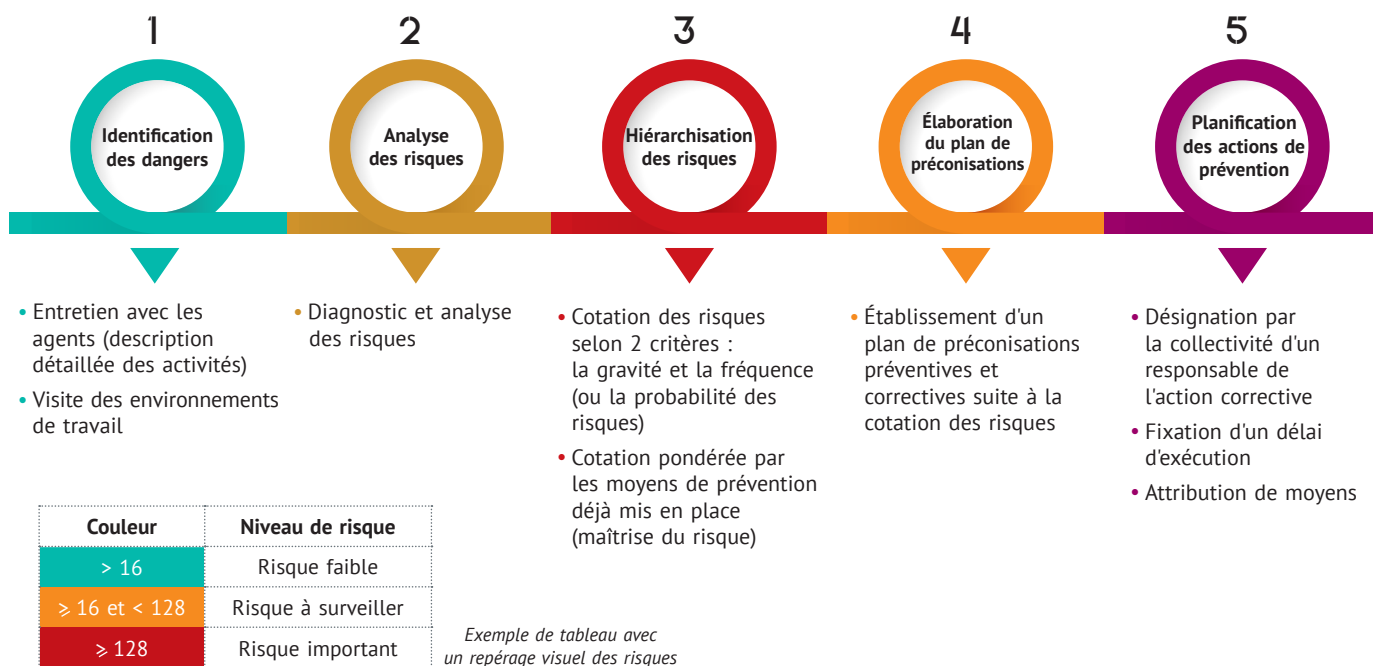 1
2
3
4
5
Identification
des dangers
Analyse
des risques
Hiérarchisation
des risques
Élaboration
du plan de
préconisations
Planification
des actions de
prévention
• Entretien avec les
agents (description
détaillée des activités)
• Visite des environnements
de travail
• Diagnostic et analyse
des risques
• Cotation des risques
selon 2 critères :
la gravité et la fréquence
(ou la probabilité des
risques)
• Cotation pondérée par
les moyens de prévention
déjà mis en place
(maîtrise du risque)
• Établissement d'un
plan de préconisations
préventives et
correctives suite à la
cotation des risques
• Désignation par
la collectivité d'un
responsable de
l'action corrective
• Fixation d'un délai
d'exécution
• Attribution de moyens
Couleur Niveau de risque
> 16 Risque faible
⩾ 16 et < 128 Risque à surveiller
⩾ 128 Risque important
Exemple de tableau avec
un repérage visuel des risques